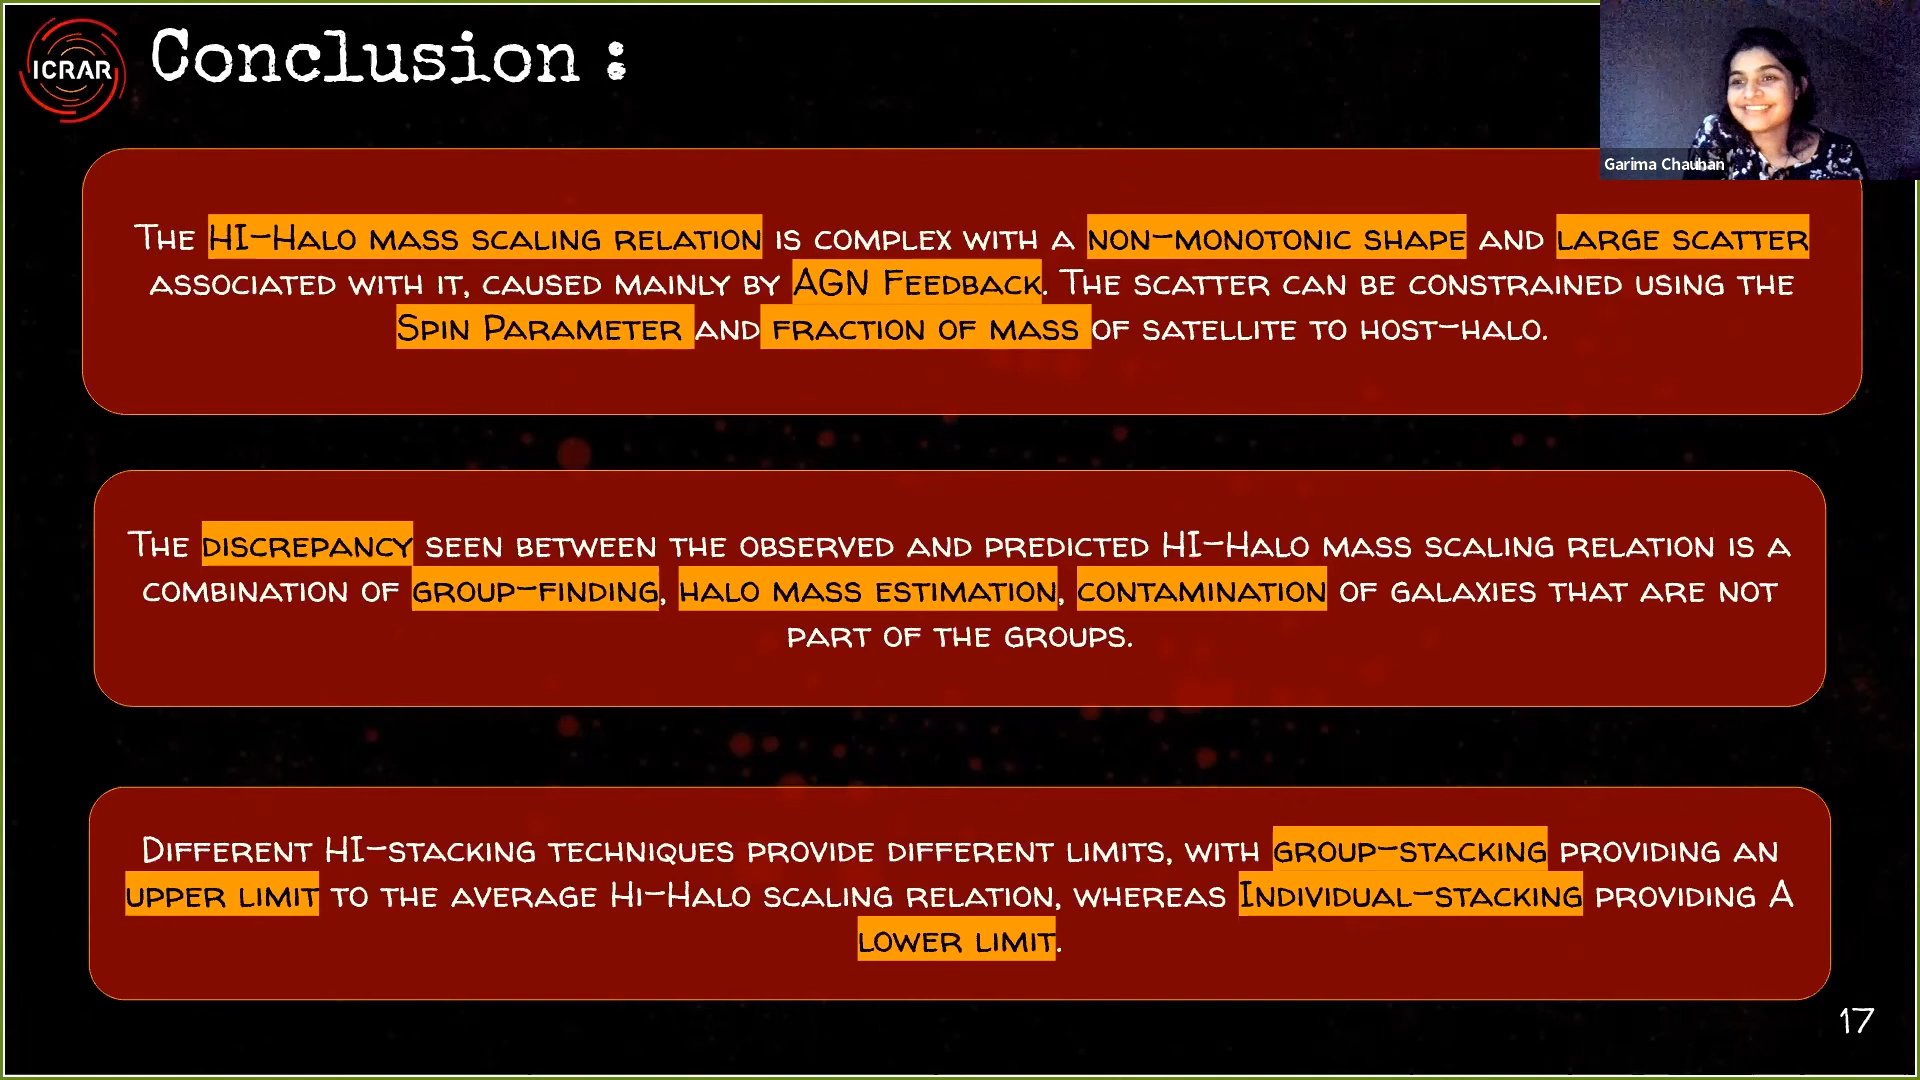 ICRAR
Conclusion :
Garima Chauhan
The HI-Halo mass scaling relation is complex with a non-monotonic shape and large scatter
associated with it, caused mainly by AGN Feedback. The scatter can be constrained using the
Spin Parameter and fraction of mass of satellite to host-halo.
The discrepancy seen between the observed and predicted HI-Halo mass scaling relation is a
combination of group-finding, halo mass estimation, contamination of galaxies that are not
part of the groups.
Different HI-stacking techniques provide different limits, with group-stacking providing an
upper limit to the average Hi-Halo scaling relation, whereas Individual-stacking providing A
lower limit.
17